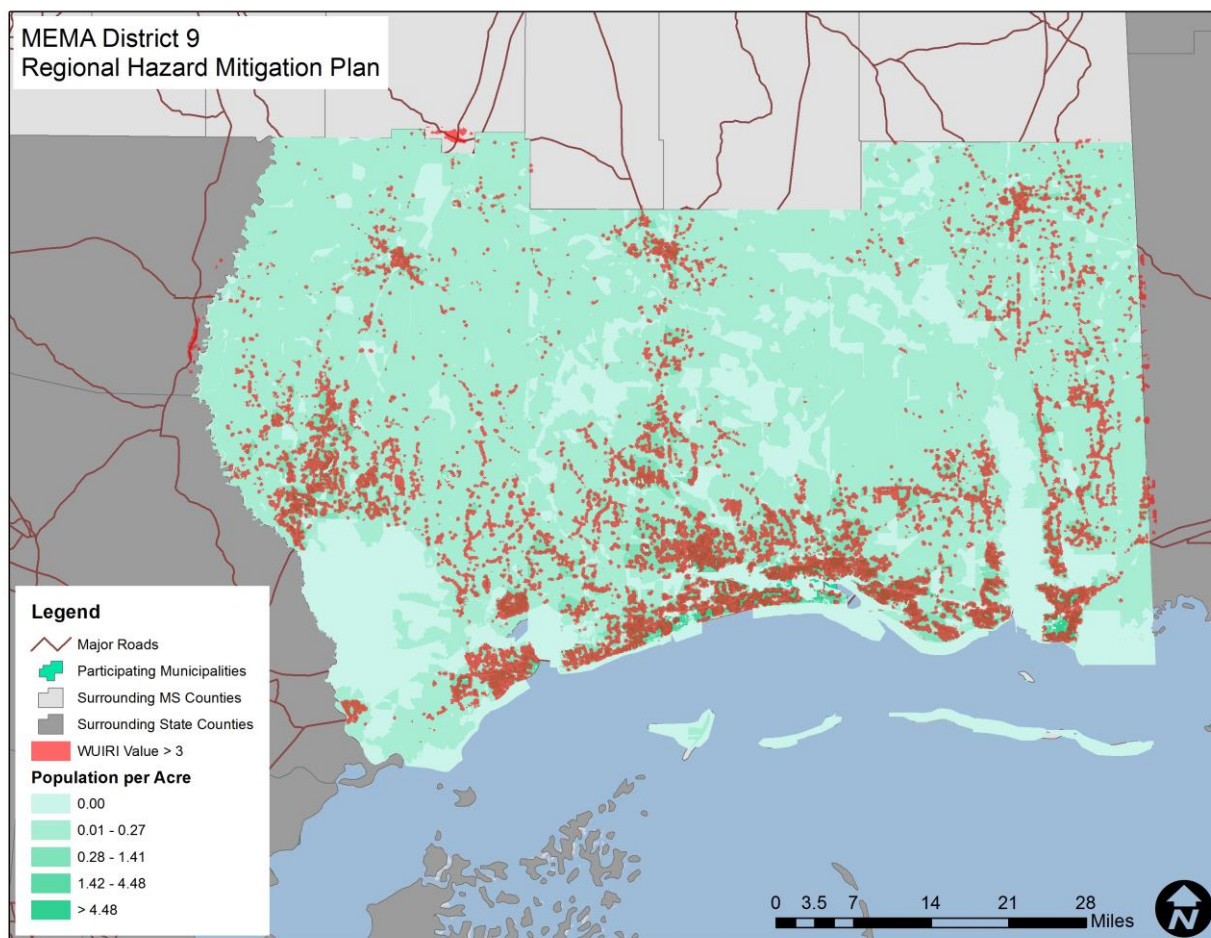 MEMA District 9
Regional Hazard Mitigation Plan
Legend
Major Roads
Participating Municipalities
Surrounding MS Counties
Surrounding State Counties
WUIRI Value > 3
Population per Acre
0.00
0.01 - 0.27
0.28 - 1.41
1.42 - 4.48
> 4.48
0 3.5 7 14 21 28
Miles
N